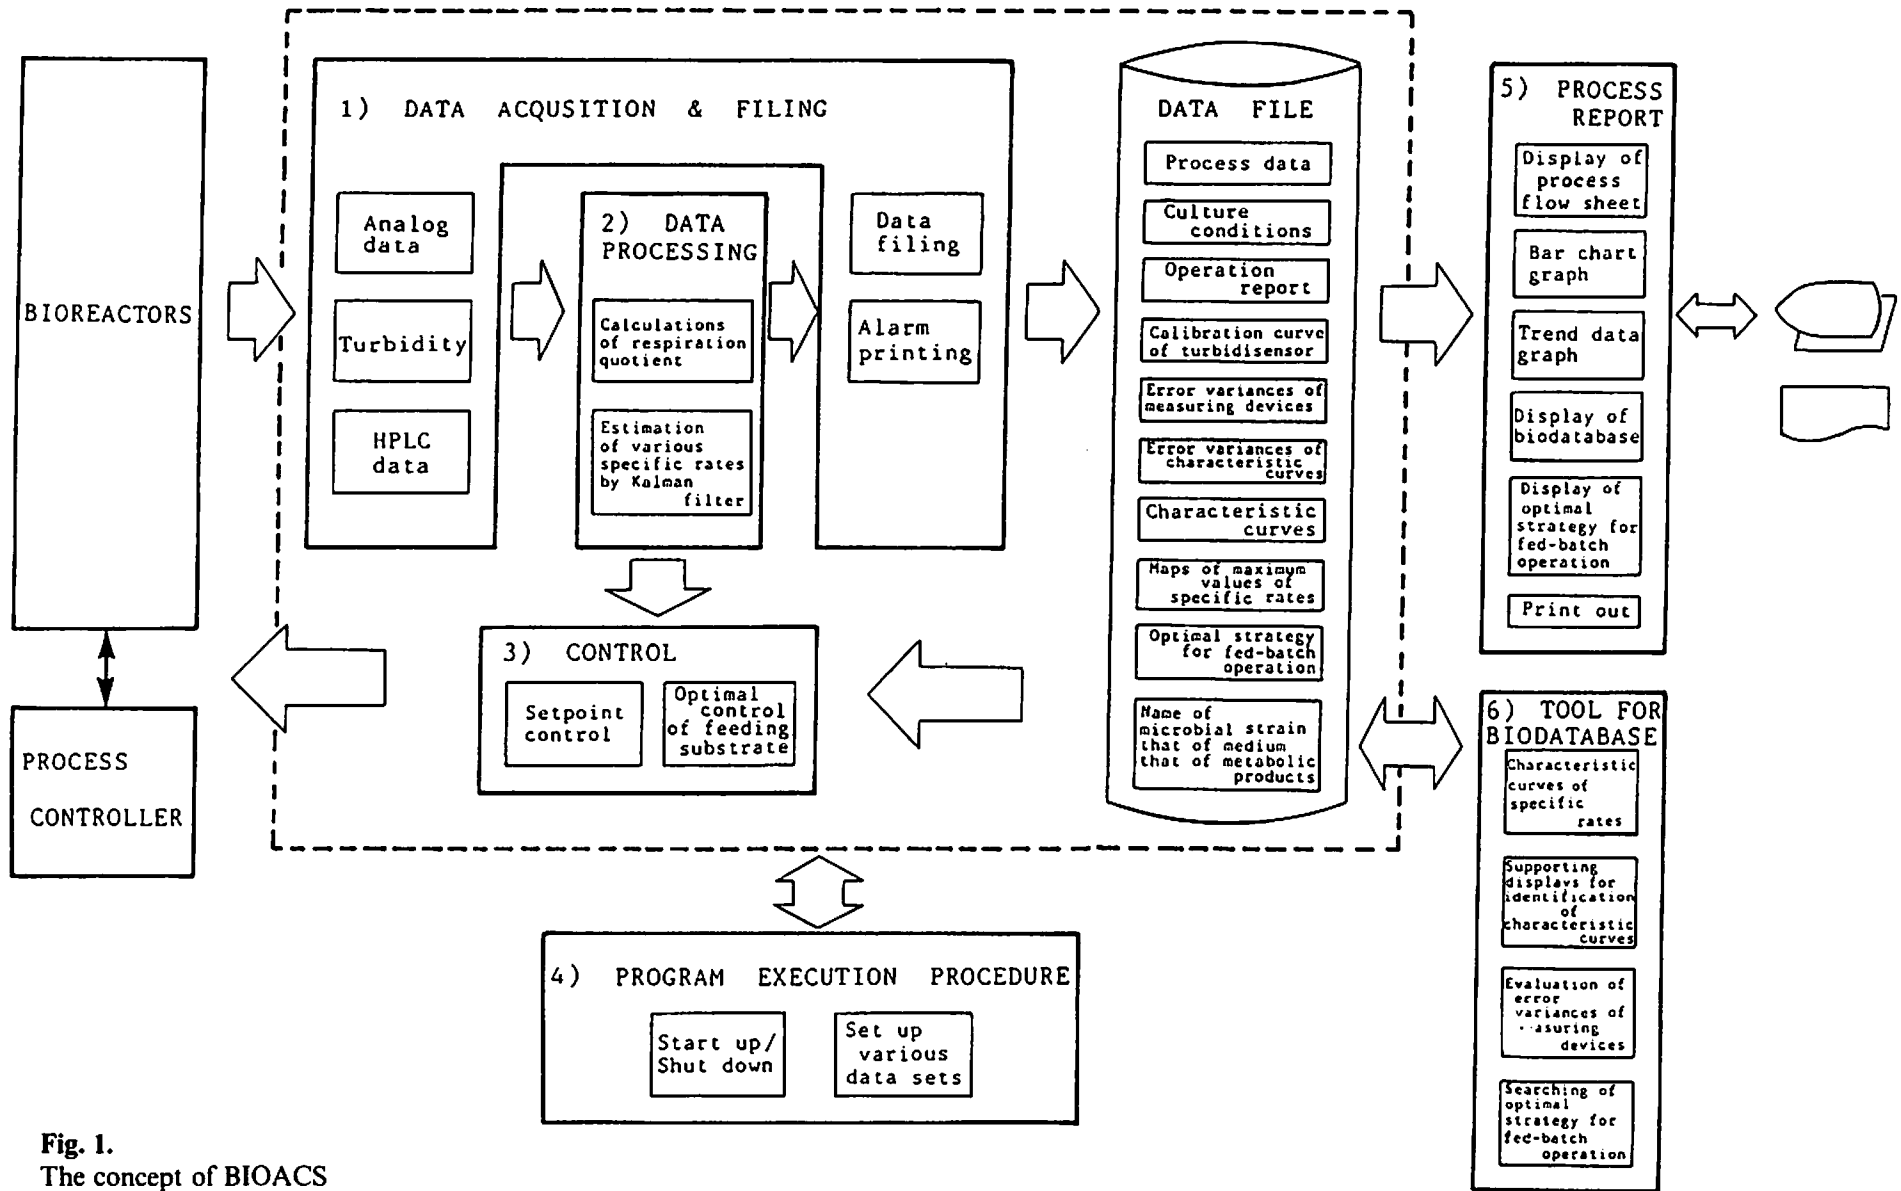 BIOREACTORS
PROCESS
CONTROLLER
1) DATA ACQUSITION & FILING
Analog
data
Turbidity
HPLC
data
2) DATA
PROCESSING
Calculations
of respiration
quotient
Estimation
of various
specific rates
by Kalman
filter
Data
filing
Alarm
printing
3) CONTROL
Setpoint
control
Optimal
control
of feeding
substrate
DATA FILE
Process data
Culture
conditions
Operation
report
Calibration curve
of turbidisensor
Error variances of
measuring devices
Error variances of
characteristic
curves
Characteristic
curves
Maps of maximum
values of
specific rates
Optimal strategy
for fed-batch
operation
Name of
microbial strain
that of medium
that of metabolic
products
4) PROGRAM EXECUTION PROCEDURE
Start up/
Shut down
Set up
various
data sets
5) PROCESS
REPORT
Display of
process
flow sheet
Bar chart
graph
Trend data
graph
Display of
biodatabase
Display of
optimal
strategy for
fed-batch
operation
Print out
6) TOOL FOR
BIODATABASE
Characteristic
curves of
specific
rates
Supporting
displays for
identification
of
characteristic
curves
Evaluation of
error
variances of
devices
Searching of
optimal
strategy for
fed-batch
operation
Fig. 1.
The concept of BIOACS